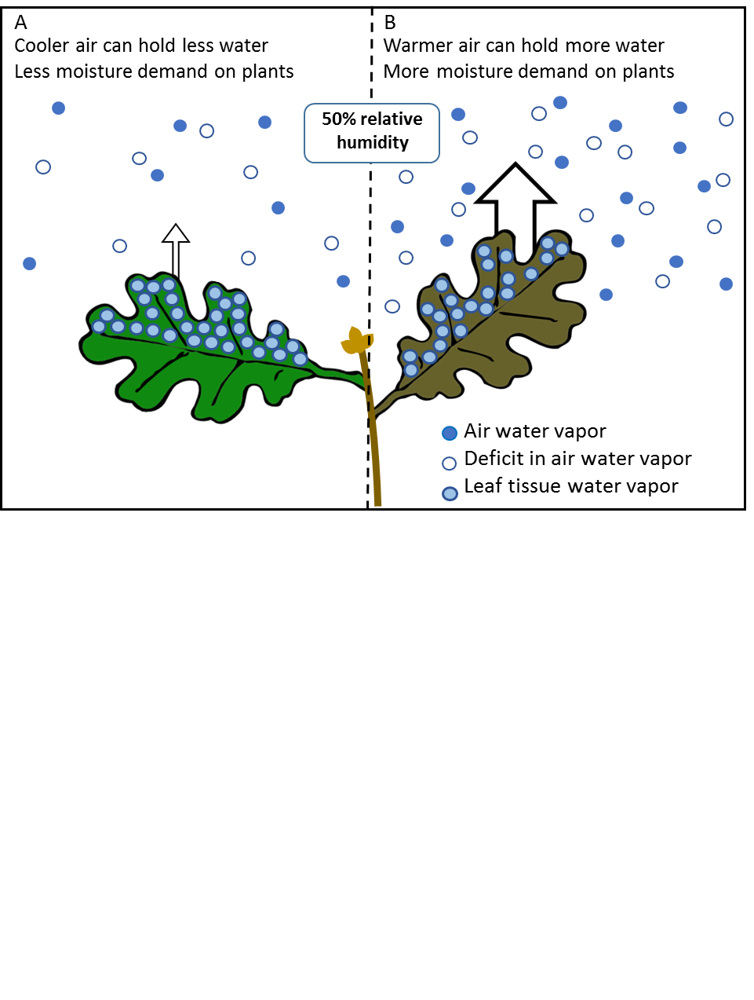 A
Cooler air can hold less water
Less moisture demand on plants
B
Warmer air can hold more water
More moisture demand on plants
50% relative
humidity
Air water vapor
Deficit in air water vapor
Leaf tissue water vapor